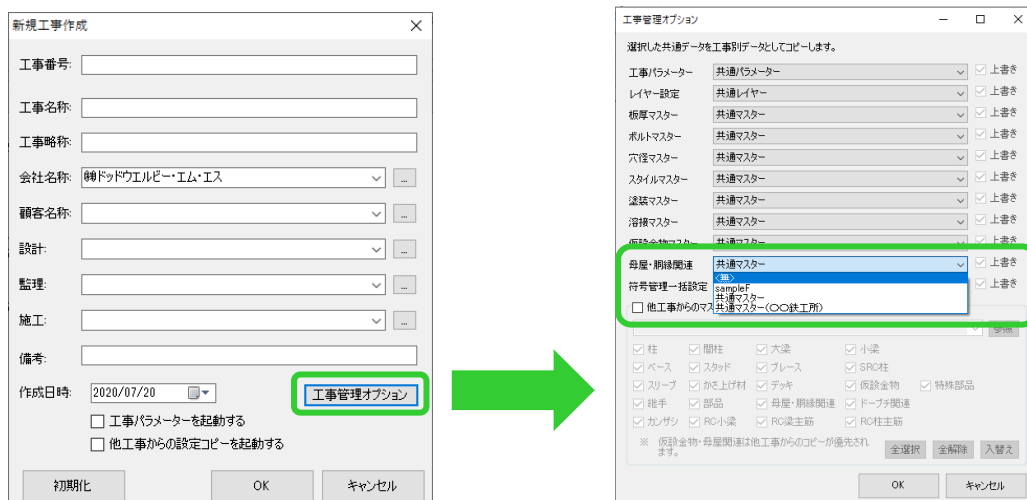 新規工事作成
工事番号:
工事名称:
工事略称:
会社名称: ㈱ドッドウエルビー・エム・エス ...
顧客名称: ...
設計: ...
監理: ...
施工: ...
備考:
作成日時: 2020/07/20 工事管理オプション
工事パラメーターを起動する
他工事からの設定コピーを起動する
初期化 OK キャンセル
工事管理オプション
選択した共通データを工事別データとしてコピーします。
工事パラメーター 共通パラメーター 上書き
レイヤー設定 共通レイヤー 上書き
板厚マスター 共通マスター 上書き
ボルトマスター 共通マスター 上書き
穴径マスター 共通マスター 上書き
スタイルマスター 共通マスター 上書き
塗装マスター 共通マスター 上書き
溶接マスター 共通マスター 上書き
仮設金物マスター 共通マスター 上書き
母屋・胴縁関連 共通マスター 上書き
<無>
符号管理一括設定 sampleF 上書き
共通マスター
他工事からのマス 共通マスター(〇〇鉄工所)
参照
柱 間柱 大梁 小梁
ベース スタッド ブレース SRC柱
スリーブ かさ上げ材 デッキ 仮設金物 特殊部品
継手 部品 母屋・胴縁関連 ドープチ関連
カンザシ RC小梁 RC梁主筋 RC柱主筋
※ 仮設金物・母屋関連は他工事からのコピーが優先され
ます。
全選択 全解除 入替え
OK キャンセル